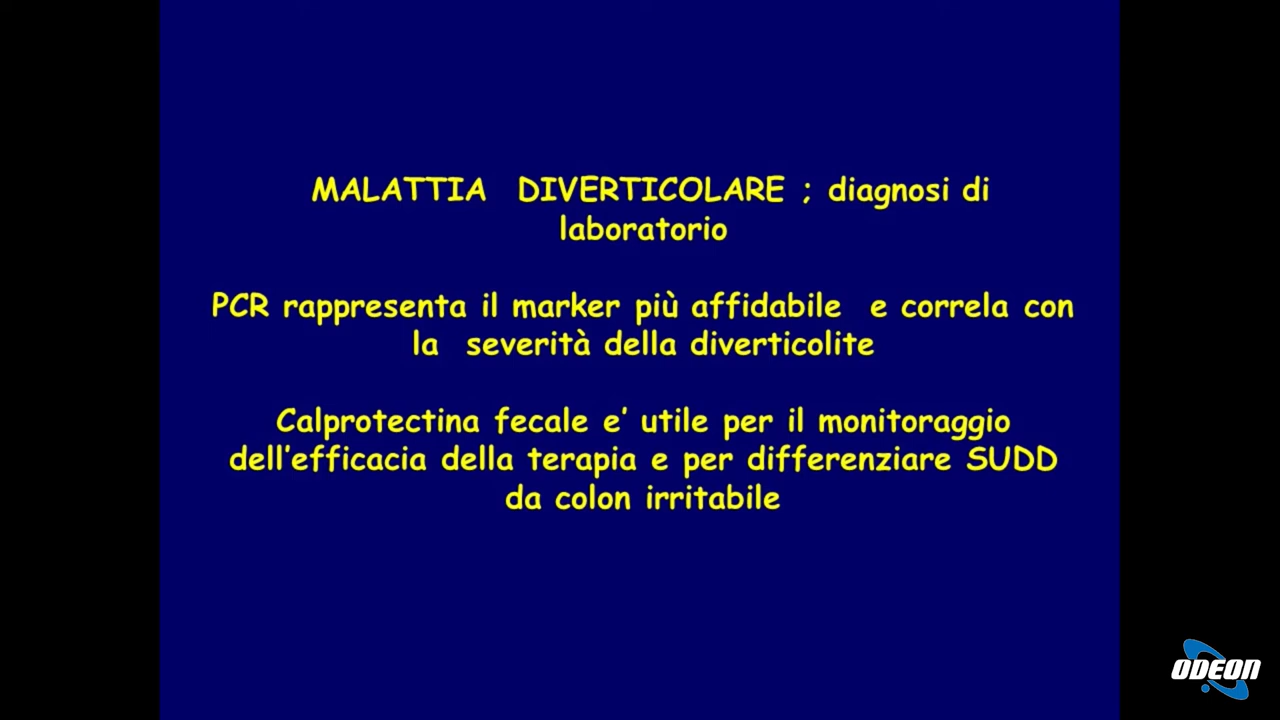 MALATTIA DIVERTICOLARE ; diagnosi di
laboratorio
PCR rappresenta il marker più affidabile e correla con
la severità della diverticolite
Calprotectina fecale e' utile per il monitoraggio
dell'efficacia della terapia e per differenziare SUDD
da colon irritabile
ODEON